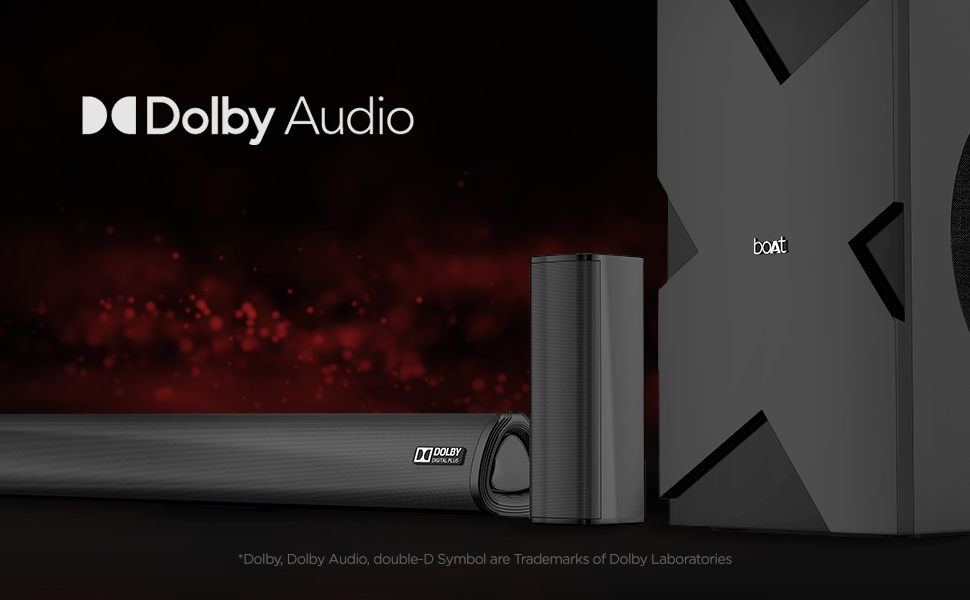 Dolby Audio
boAt
DOLBY
DIGITAL PLUS
*Dolby, Dolby Audio, double-D Symbol are Trademarks of Dolby Laboratories